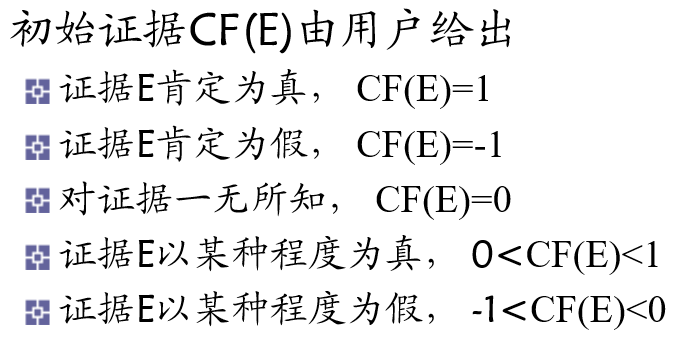 初始证据CF(E)由用户给出
证据E肯定为真， CF(E)=1
证据E肯定为假， CF(E)=-1
对证据一无所知， CF(E)=0
证据E以某种程度为真， 0<CF(E)<1
证据E以某种程度为假， -1<CF(E)<0